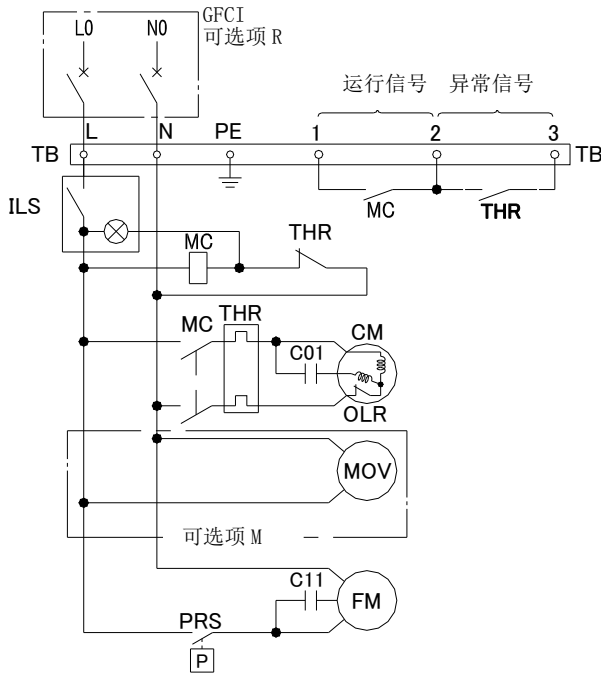 GFCI
可选项R
L0 N0
运行信号 异常信号
L N PE 1 2 3
TB TB
ILS
MC THR
MC THR
MC THR CM
C01
OLR
MOV
可选项M
C11
FM
PRS
P